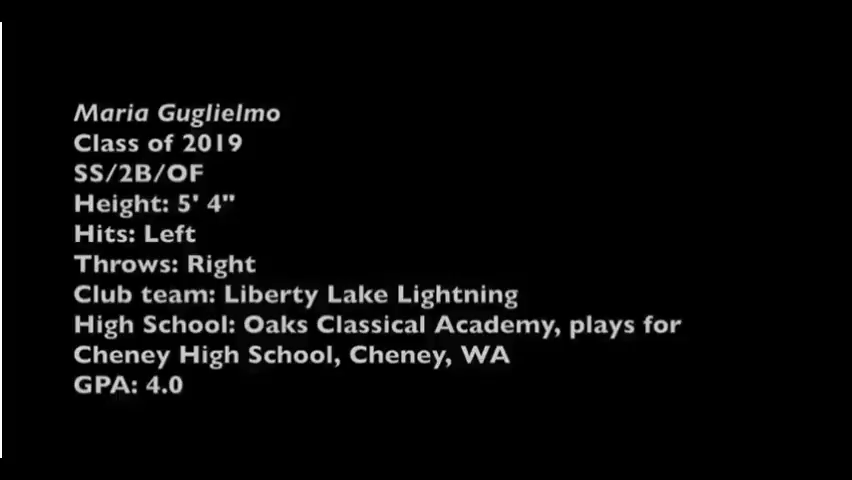 Maria Guglielmo
Class of 2019
SS/2B/OF
Height: 5' 4"
Hits: Left
Throws: Right
Club team: Liberty Lake Lightning
High School: Oaks Classical Academy, plays for
Cheney High School, Cheney, WA
GPA: 4.0